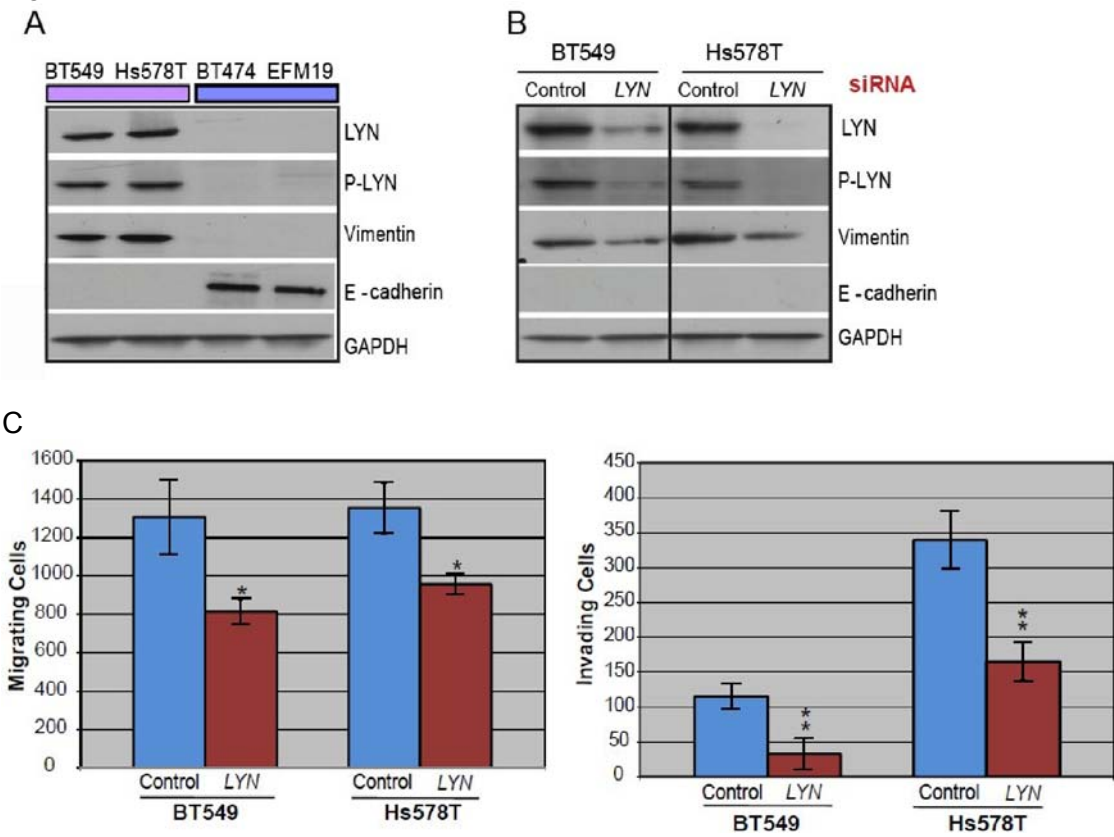 A
BT549 Hs578T BT474 EFM19
LYN
P-LYN
Vimentin
E - cadherin
GAPDH
B
BT549 Hs578T
Control LYN Control LYN siRNA
LYN
P-LYN
Vimentin
E - cadherin
GAPDH
C
Migrating Cells
1600
1400
1200
1000
800
600
400
200
0
* *
Control LYN Control LYN
BT549 Hs578T
Invading Cells
450
400
350
300
250
200
150
100
50
0
** **
Control LYN Control LYN
BT549 Hs578T